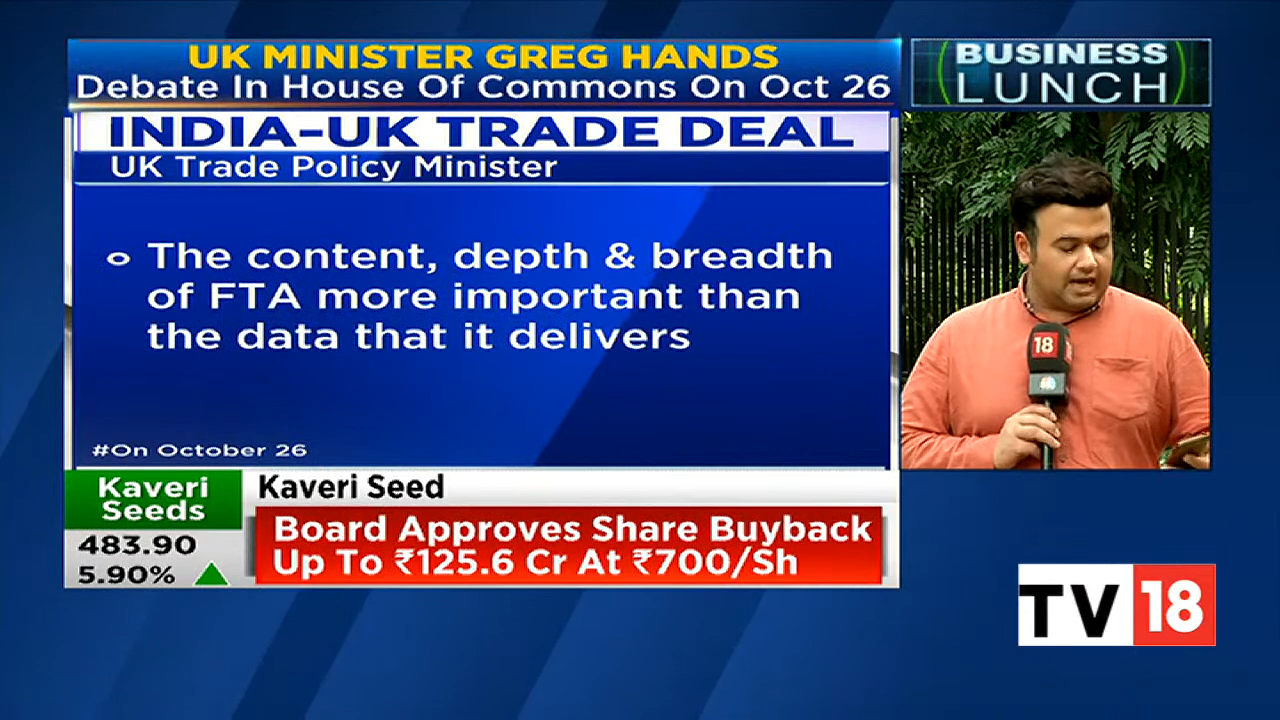 UK MINISTER GREG HANDS
Debate In House Of Commons On Oct 26
BUSINESS
LUNCH
INDIA-UK TRADE DEAL
UK Trade Policy Minister
The content, depth & breadth
of FTA more important than
the data that it delivers
#On October 26
18
Kaveri
Seeds
483.90
5.90%
Kaveri Seed
Board Approves Share Buyback
Up To ₹125.6 Cr At ₹700/Sh
TV18